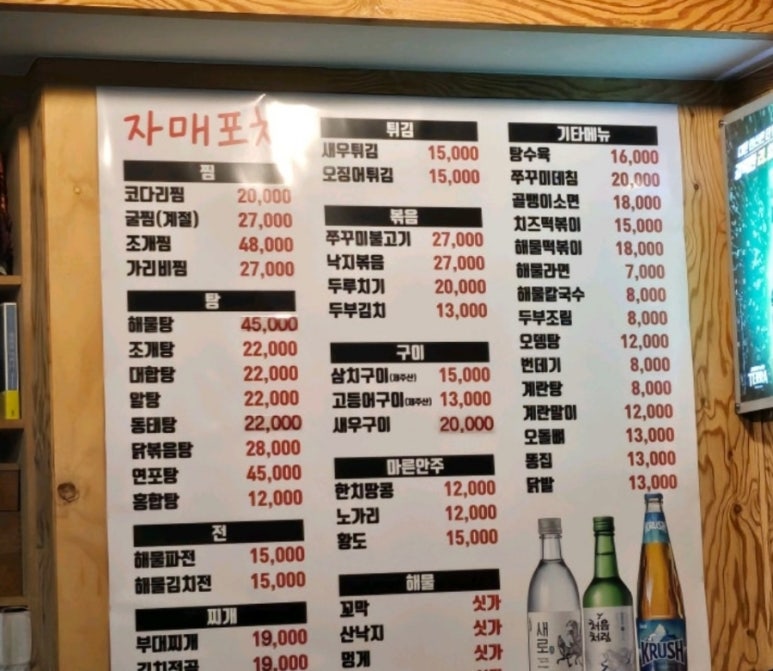 자매포차
찜
코다리찜 20,000
굴찜(계절) 27,000
조개찜 48,000
가리비찜 27,000
탕
해물탕 45,000
조개탕 22,000
대합탕 22,000
알탕 22,000
동태탕 22,000
닭볶음탕 28,000
연포탕 45,000
홍합탕 12,000
전
해물파전 15,000
해물김치전 15,000
찌개
부대찌개 19,000
김치전골 19,000
튀김
새우튀김 15,000
오징어튀김 15,000
볶음
쭈꾸미불고기 27,000
낙지볶음 27,000
두루치기 20,000
두부김치 13,000
구이
삼치구이(제주산) 15,000
고등어구이(제주산) 13,000
새우구이 20,000
마른안주
한치땅콩 12,000
노가리 12,000
황도 15,000
해물
꼬막 싯가
산낙지 싯가
멍게 싯가
기타메뉴
탕수육 16,000
쭈꾸미데침 20,000
골뱅이소면 18,000
치즈떡볶이 15,000
해물떡볶이 18,000
해물라면 7,000
해물칼국수 8,000
두부조림 8,000
오뎅탕 12,000
번데기 8,000
계란탕 8,000
계란말이 12,000
오돌뼈 13,000
똥집 13,000
닭발 13,000
새로
처음
처럼
KRUSH
KRUSH
TERRA